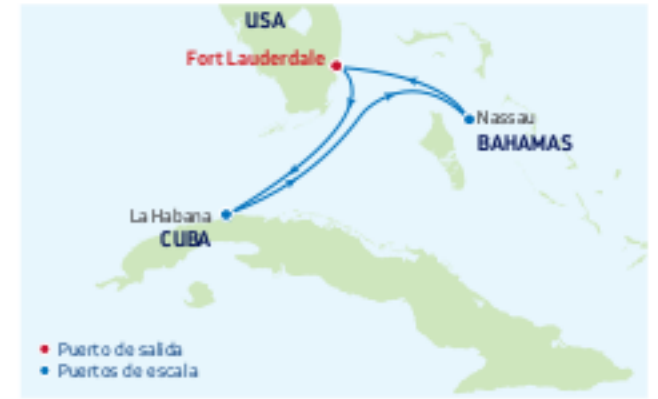 USA
Fort Lauderdale
Nassau
BAHAMAS
La Habana
CUBA
Puerto de salida
Puertos de escala